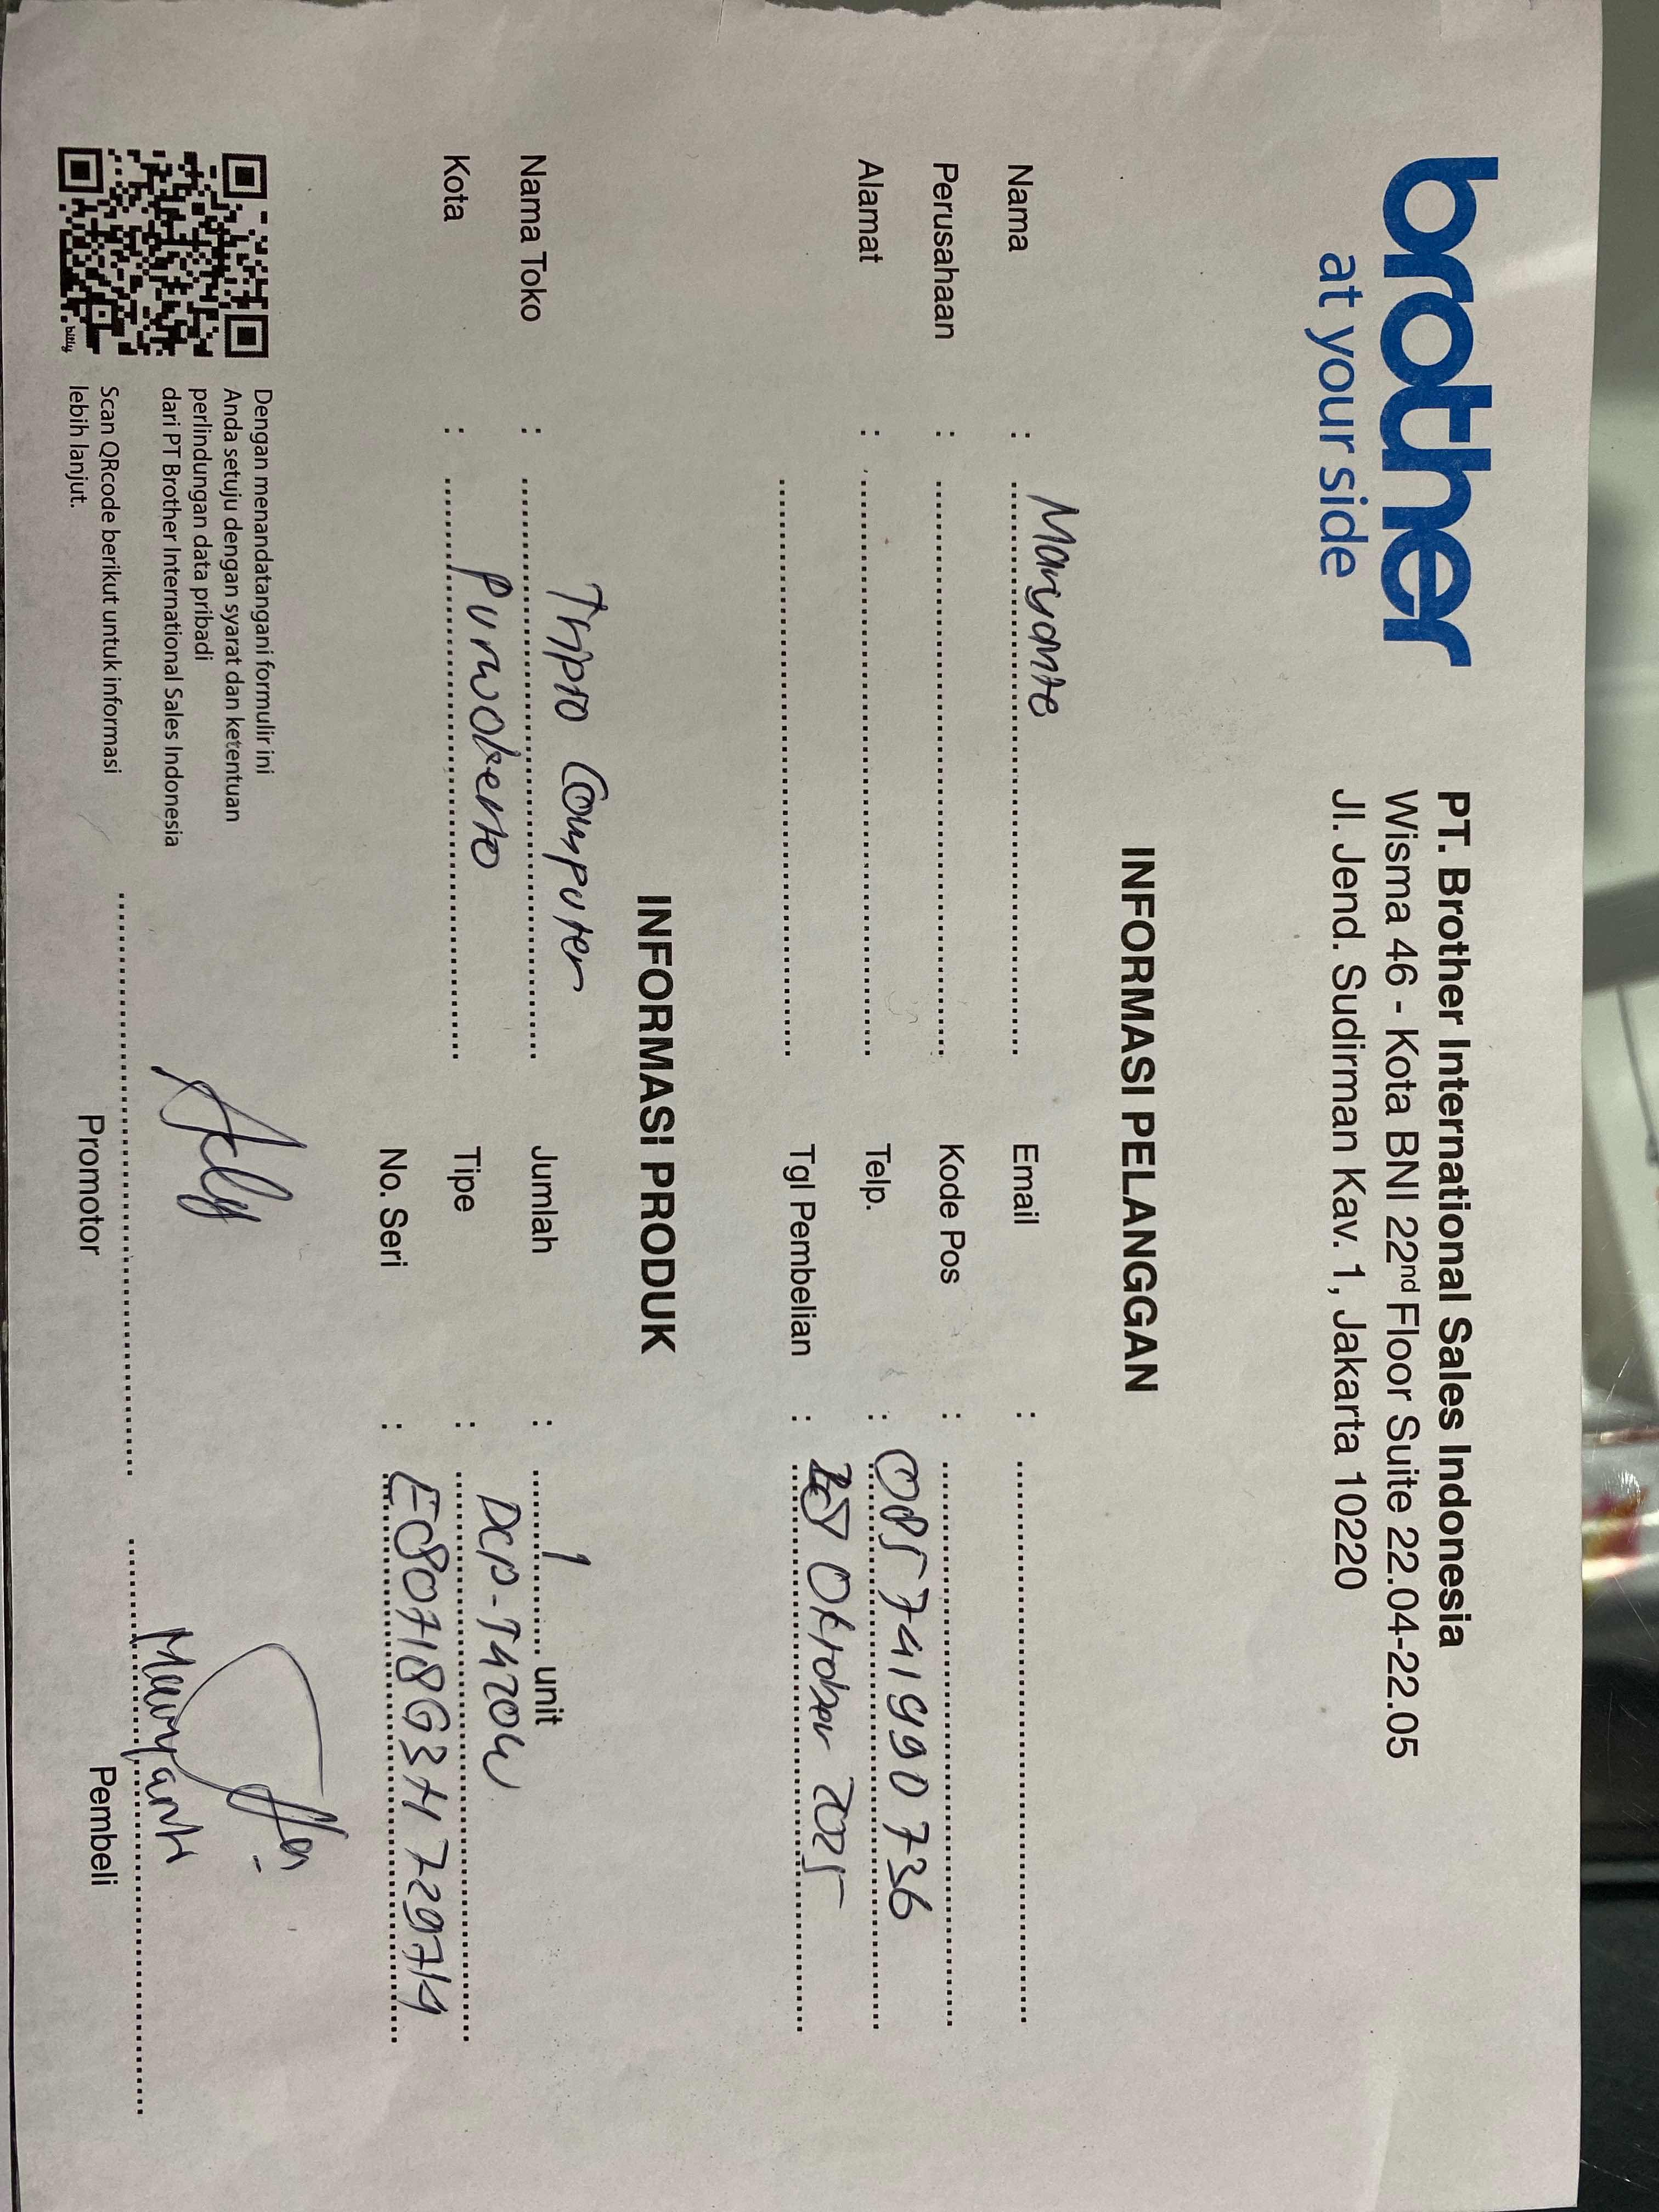 brother
at your side
PT. Brother International Sales Indonesia
Wisma 46 - Kota BNI 22nd Floor Suite 22.04-22.05
Jl. Jend. Sudirman Kav. 1, Jakarta 10220
INFORMASI PELANGGAN
Nama : Maryante Email :
Perusahaan : Kode Pos :
Alamat : Telp. : 085741990736
Tgl Pembelian : Oktober 2025
INFORMASI PRODUK
Nama Toko : Thipro Computer Jumlah : 1 unit
Kota : Purwokerto Tipe : DCP-T420W
No. Seri : E80718G3H729714
Dengan menandatangani formulir ini
Anda setuju dengan syarat dan ketentuan
perlindungan data pribadi
dari PT Brother International Sales Indonesia
Scan QRcode berikut untuk informasi
lebih lanjut.
bitly
Promotor Pembeli